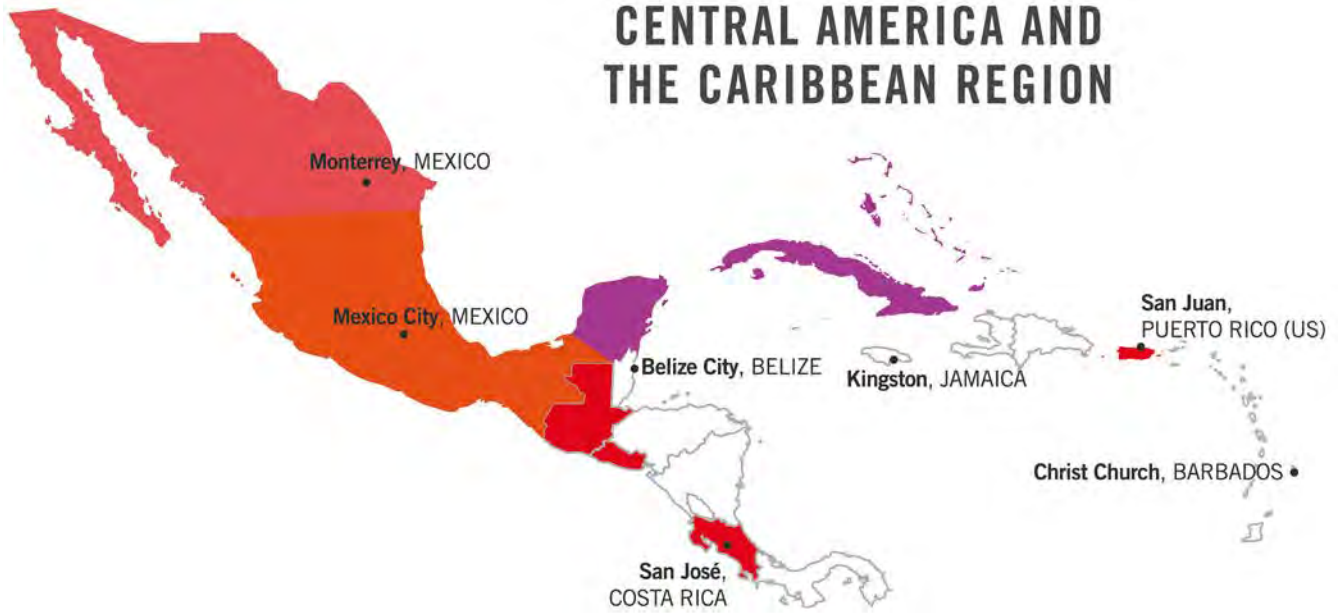 CENTRAL AMERICA AND
THE CARIBBEAN REGION
Monterrey, MEXICO
Mexico City, MEXICO
Belize City, BELIZE
Kingston, JAMAICA
San Juan,
PUERTO RICO (US)
Christ Church, BARBADOS
San José,
COSTA RICA